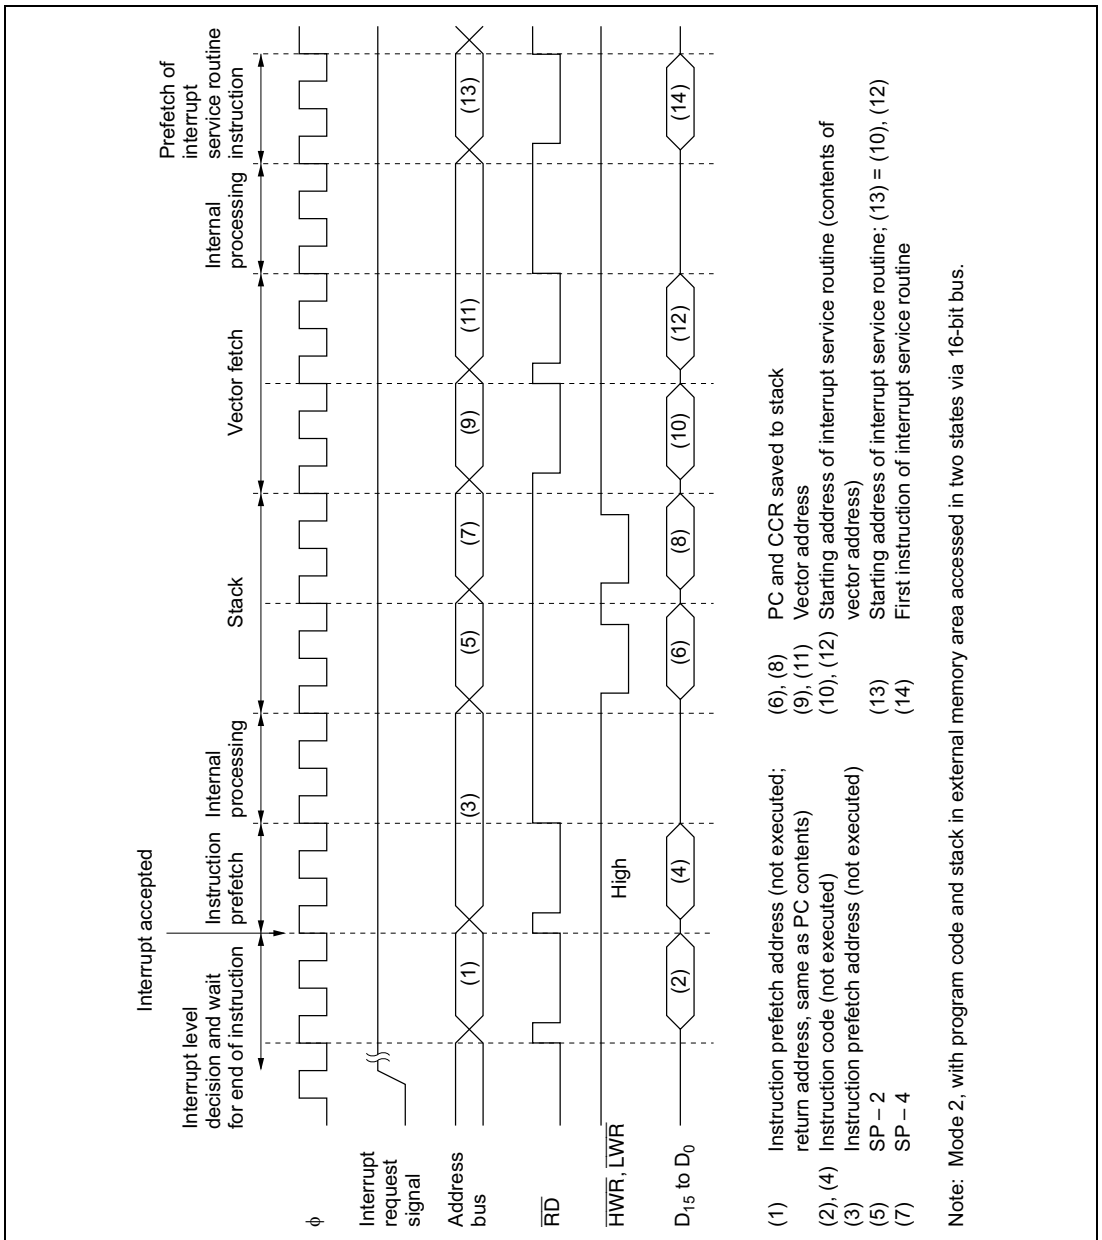 Interrupt accepted
Interrupt level
decision and wait
for end of instruction
Instruction
prefetch
Internal
processing
Stack
Vector fetch
Internal
processing
Prefetch of
interrupt
service routine
instruction
φ
Interrupt
request
signal
Address
bus
(1)
(3)
(5)
(7)
(9)
(11)
(13)
RD
HWR, LWR
High
D15 to D0
(2)
(4)
(6)
(8)
(10)
(12)
(14)
(1) Instruction prefetch address (not executed;
return address, same as PC contents)
(2), (4) Instruction code (not executed)
(3) Instruction prefetch address (not executed)
(5) SP – 2
(7) SP – 4
(6), (8) PC and CCR saved to stack
(9), (11) Vector address
(10), (12) Starting address of interrupt service routine (contents of
vector address)
(13) Starting address of interrupt service routine; (13) = (10), (12)
(14) First instruction of interrupt service routine
Note: Mode 2, with program code and stack in external memory area accessed in two states via 16-bit bus.